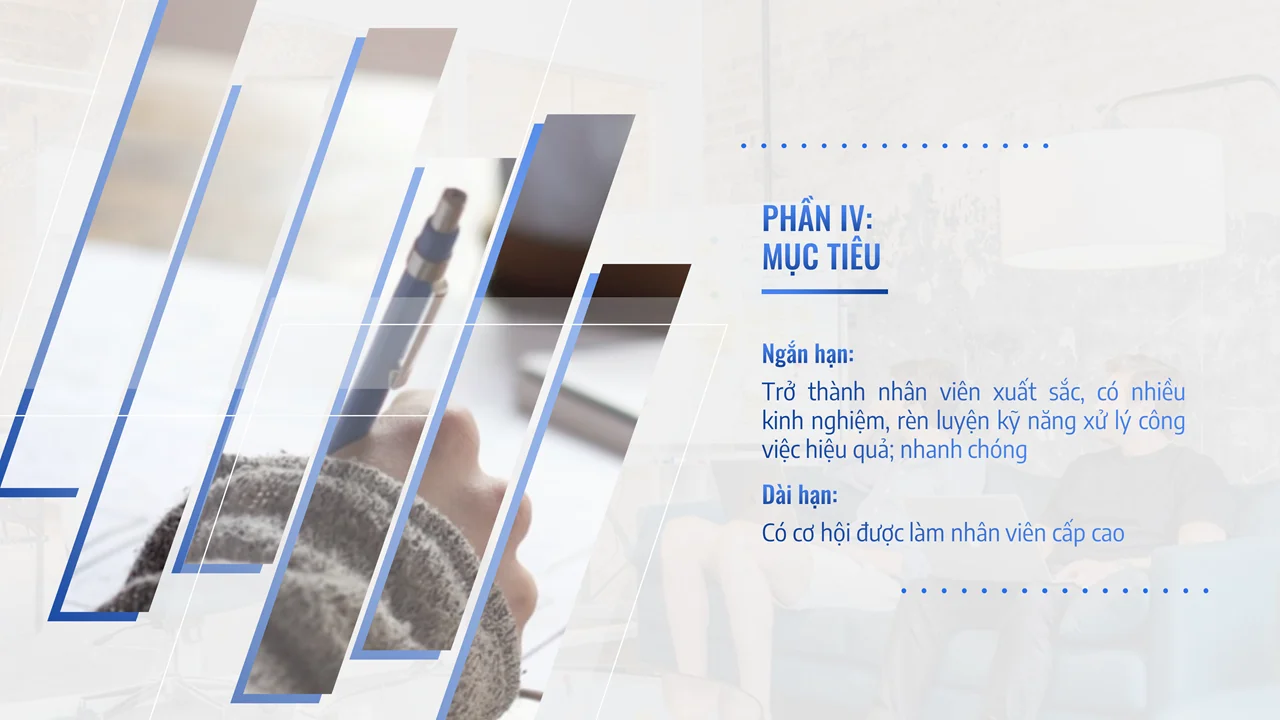 PHẦN IV:
MỤC TIÊU
Ngắn hạn:
Trở thành nhân viên xuất sắc, có nhiều
kinh nghiệm, rèn luyện kỹ năng xử lý công
việc hiệu quả; nhanh chóng
Dài hạn:
Có cơ hội được làm nhân viên cấp cao